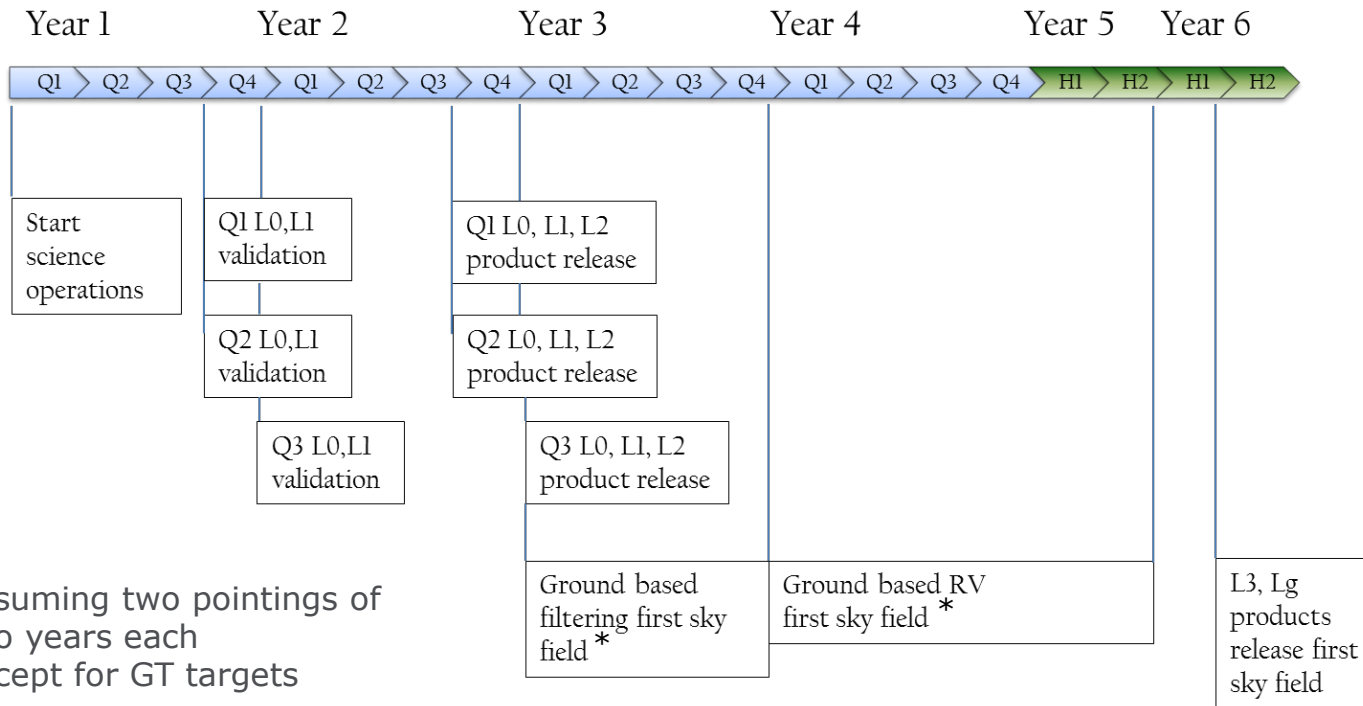 Year 1 Year 2 Year 3 Year 4 Year 5 Year 6
Q1 Q2 Q3 Q4 Q1 Q2 Q3 Q4 Q1 Q2 Q3 Q4 Q1 Q2 Q3 Q4 H1 H2 H1 H2
Start
science
operations
Q1 L0,L1
validation
Q1 L0, L1, L2
product release
Q2 L0,L1
validation
Q2 L0, L1, L2
product release
Q3 L0,L1
validation
Q3 L0, L1, L2
product release
Ground based
filtering first sky
field *
Ground based RV
first sky field *
L3, Lg
products
release first
sky field
suming two pointings of
o years each
cept for GT targets